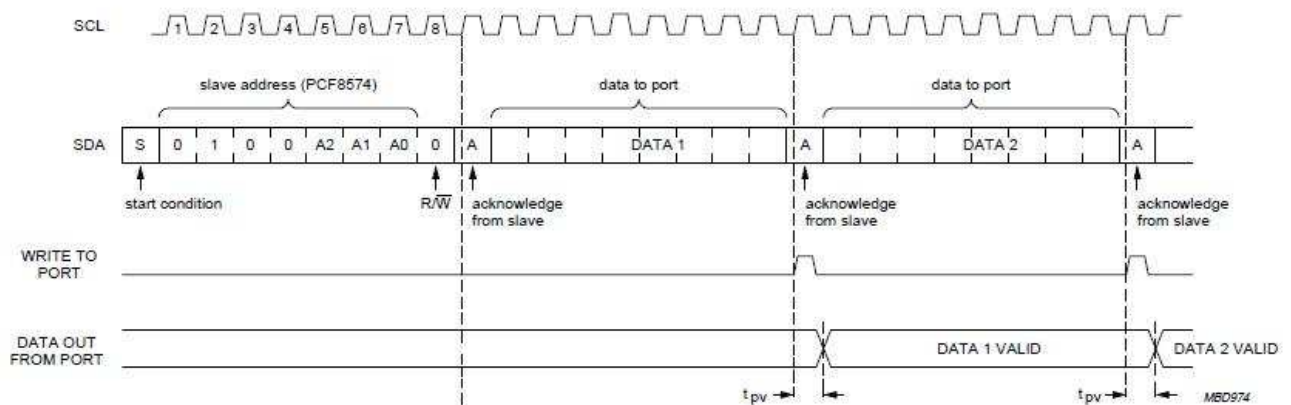 SCL 1 2 3 4 5 6 7 8
slave address (PCF8574) data to port data to port
SDA S 0 1 0 0 A2 A1 A0 0 A DATA 1 A DATA 2 A
start condition R/W̅ acknowledge from slave acknowledge from slave acknowledge from slave
WRITE TO
PORT
DATA OUT
FROM PORT
DATA 1 VALID DATA 2 VALID
tpv tpv MBD974